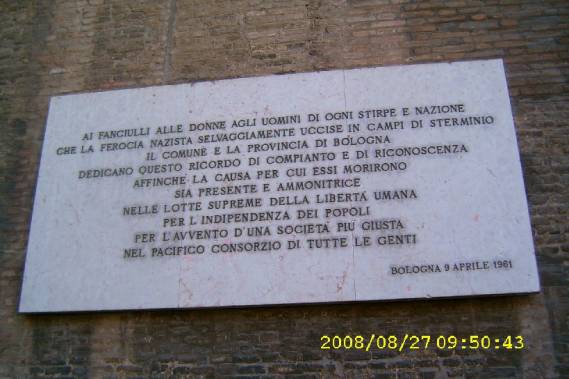 AI FANCIULLI ALLE DONNE AGLI UOMINI DI OGNI STIRPE E NAZIONE
CHE LA FEROCIA NAZISTA SELVAGGIAMENTE UCCISE IN CAMPI DI STERMINIO
IL COMUNE E LA PROVINCIA DI BOLOGNA
DEDICANO QUESTO RICORDO DI COMPIANTO E DI RICONOSCENZA
AFFINCHE LA CAUSA PER CUI ESSI MORIRONO
SIA PRESENTE E AMMONITRICE
NELLE LOTTE SUPREME DELLA LIBERTÀ UMANA
PER L'INDIPENDENZA DEI POPOLI
PER L'AVVENTO D'UNA SOCIETÀ PIÙ GIUSTA
NEL PACIFICO CONSORZIO DI TUTTE LE GENTI
BOLOGNA 9 APRILE 1961
2008/08/27 09:50:43